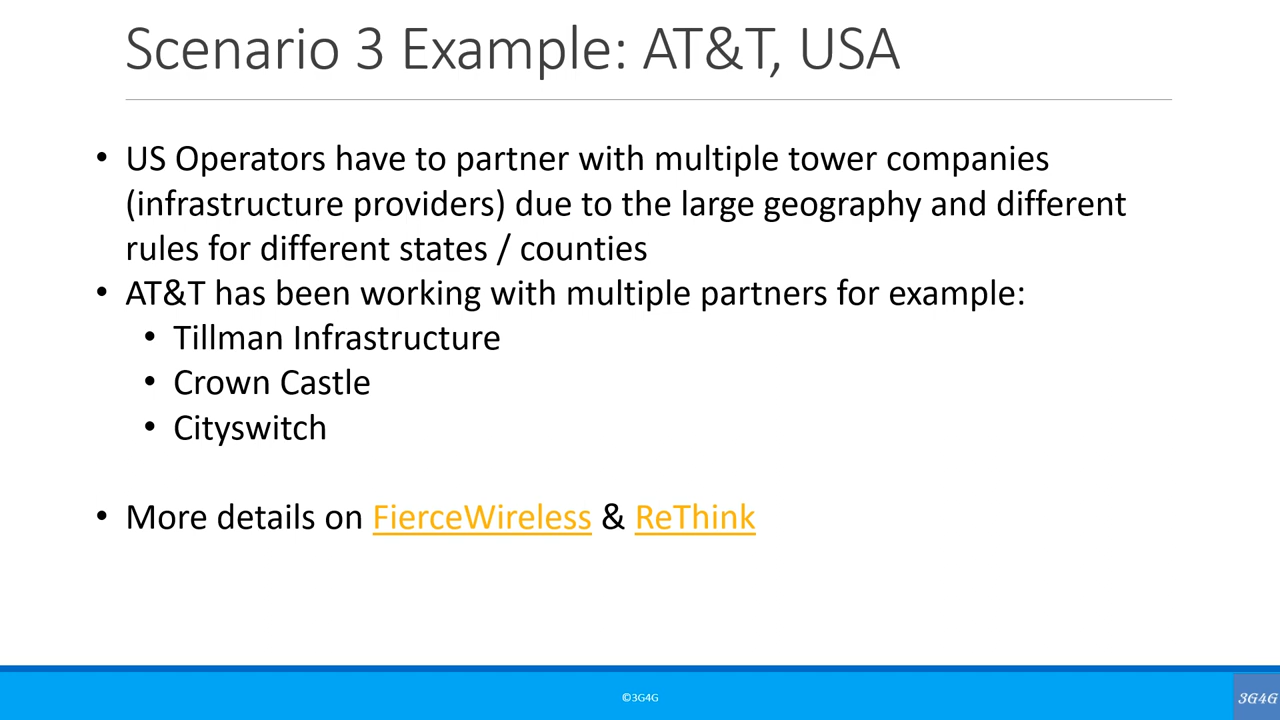 Scenario 3 Example: AT&T, USA
• US Operators have to partner with multiple tower companies
(infrastructure providers) due to the large geography and different
rules for different states / counties
• AT&T has been working with multiple partners for example:
• Tillman Infrastructure
• Crown Castle
• Cityswitch
• More details on FierceWireless & ReThink
©3G4G
3G4G